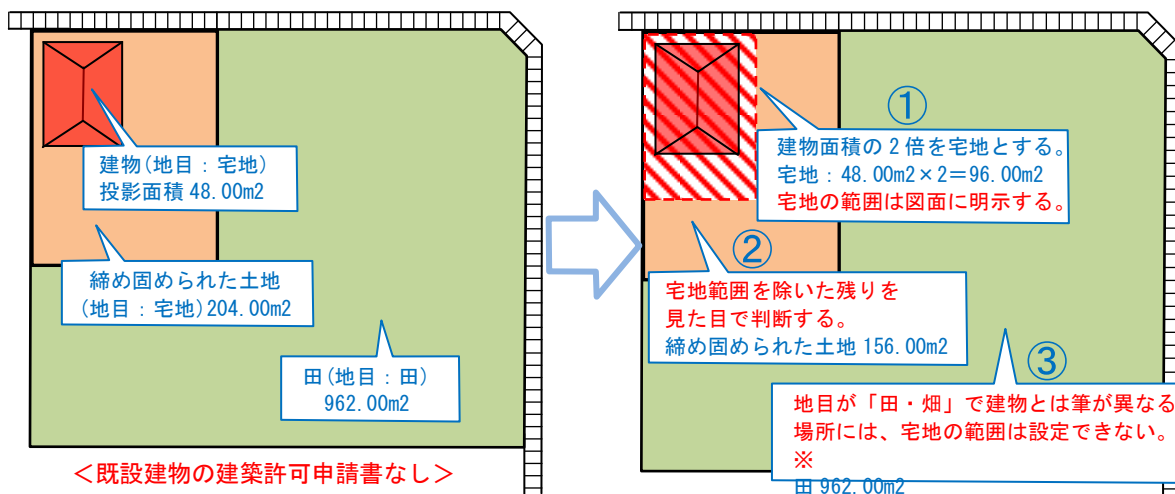 建物(地目：宅地)
投影面積 48.00m2
締め固められた土地
(地目：宅地)204.00m2
田(地目：田)
962.00m2
＜既設建物の建築許可申請書なし＞
①
建物面積の 2 倍を宅地とする。
宅地：48.00m2×2＝96.00m2
宅地の範囲は図面に明示する。
②
宅地範囲を除いた残りを
見た目で判断する。
締め固められた土地 156.00m2
③
地目が「田・畑」で建物とは筆が異なる
場所には、宅地の範囲は設定できない。
※
田 962.00m2